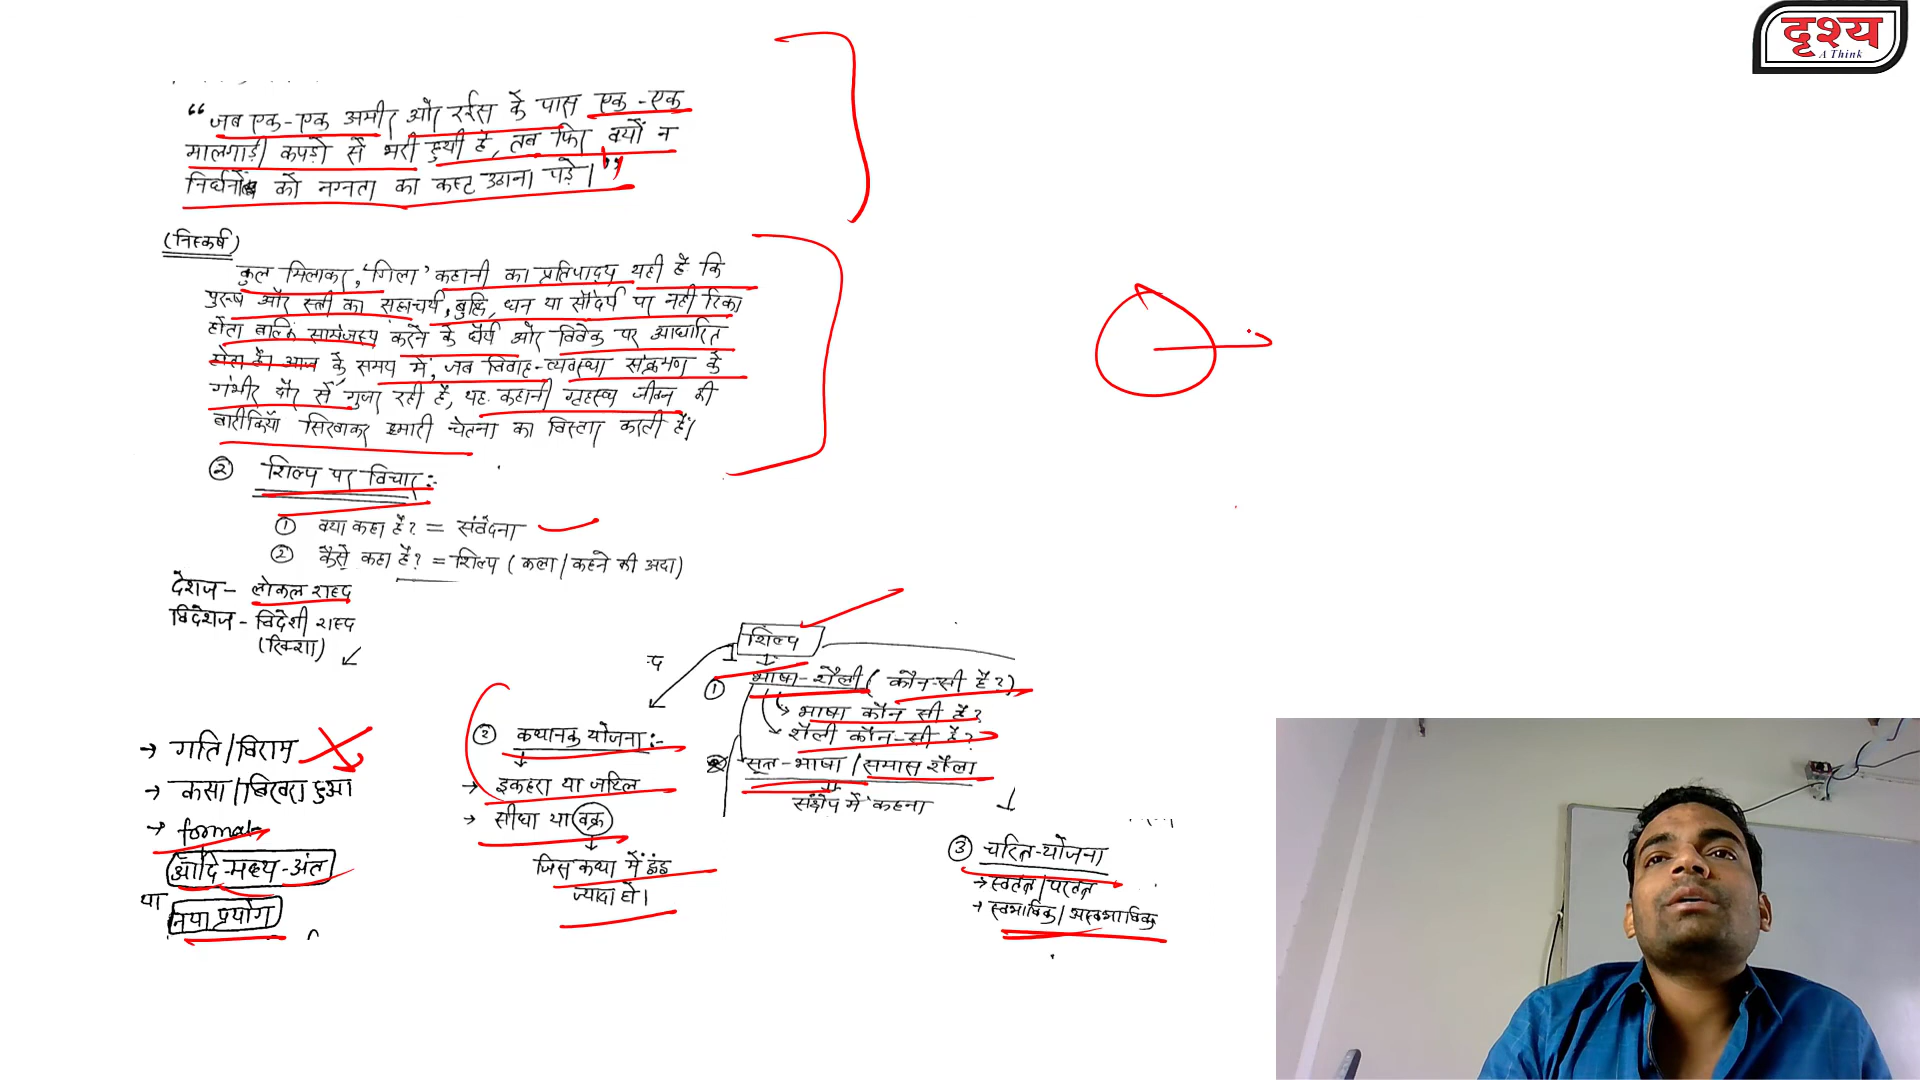 दृश्य
A Think
“जब एक-एक अमीर और रईस के पास एक-एक
मालगाड़ी कपड़ो से भरी हुयी है, तब फिर क्यों न
निर्धनों को नग्नता का कष्ट उठाना पड़े।”
(निष्कर्ष)
कुल मिलाकर, 'गिला' कहानी का प्रतिपाद्य यही है कि
पुरुष और स्त्री का सहचर्य, बुद्धि, धन या सौंदर्य पर नहीं टिका
होता बल्कि सामंजस्य करने के धैर्य और विवेक पर आधारित
होता है। आज के समय में, जब विवाह-व्यवस्था संक्रमण के
गंभीर दौर से गुजर रही है, यह कहानी गृहस्थ जीवन की
बारीकियाँ सिखाकर हमारी चेतना का विस्तार करती है।
② शिल्प पर विचार:-
① क्या कहा है? = संवेदना
② कैसे कहा है? = शिल्प (कला/कहने की अदा)
देशज - लोकल शब्द
विदेशज - विदेशी शब्द
(रिक्शा)
शिल्प
① भाषा-शैली (कौन-सी है?)
→ भाषा कौन सी है?
→ शैली कौन-सी है?
सूत्र-भाषा/समास शैली
संक्षेप में कहना
② कथानक योजना:-
→ इकहरा या जटिल
→ सीधा या वक्र
जिस कथा में द्वंद्व
ज्यादा हो।
→ गति/विराम
→ कसा/बिखरा हुआ
→ format
आदि-मध्य-अंत
या
नया प्रयोग
③ चरित्र-योजना
→ स्वतंत्र/परतंत्र
→ स्वभाविक/अस्वभाविक